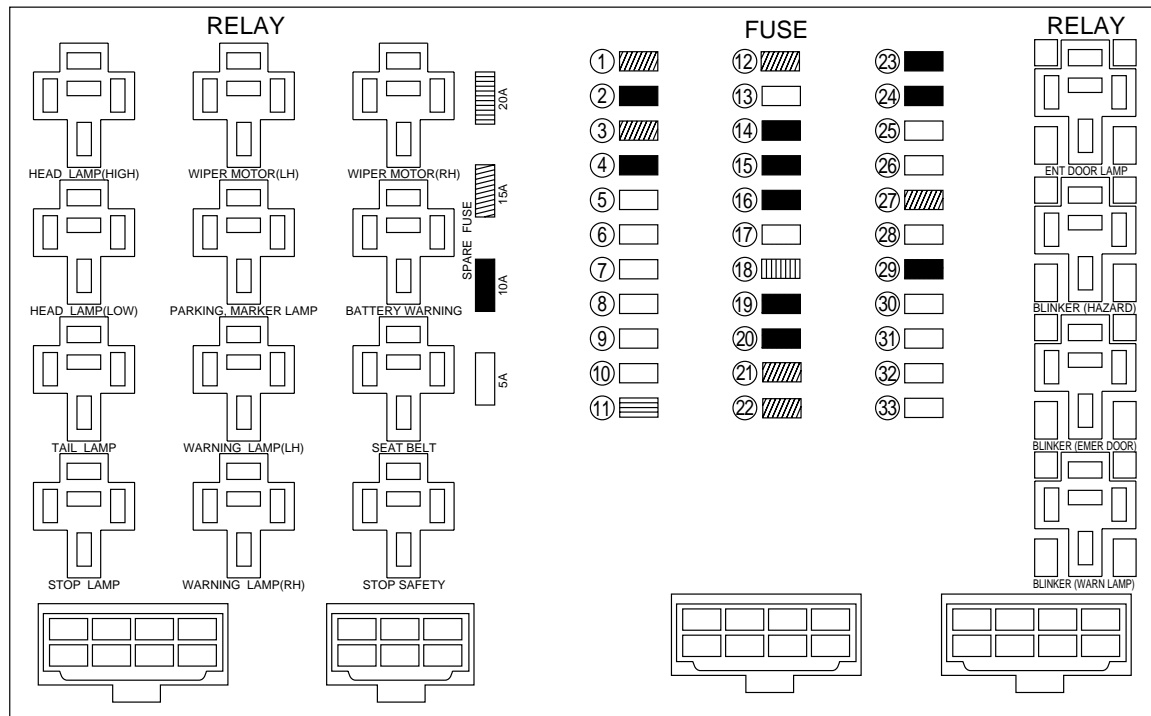 RELAY
FUSE
RELAY
HEAD LAMP(HIGH)
WIPER MOTOR(LH)
WIPER MOTOR(RH)
HEAD LAMP(LOW)
PARKING, MARKER LAMP
BATTERY WARNING
TAIL LAMP
WARNING LAMP(LH)
SEAT BELT
STOP LAMP
WARNING LAMP(RH)
STOP SAFETY
SPARE FUSE
20A
15A
10A
5A
1
2
3
4
5
6
7
8
9
10
11
12
13
14
15
16
17
18
19
20
21
22
23
24
25
26
27
28
29
30
31
32
33
ENT DOOR LAMP
BLINKER (HAZARD)
BLINKER (EMER DOOR)
BLINKER (WARN LAMP)